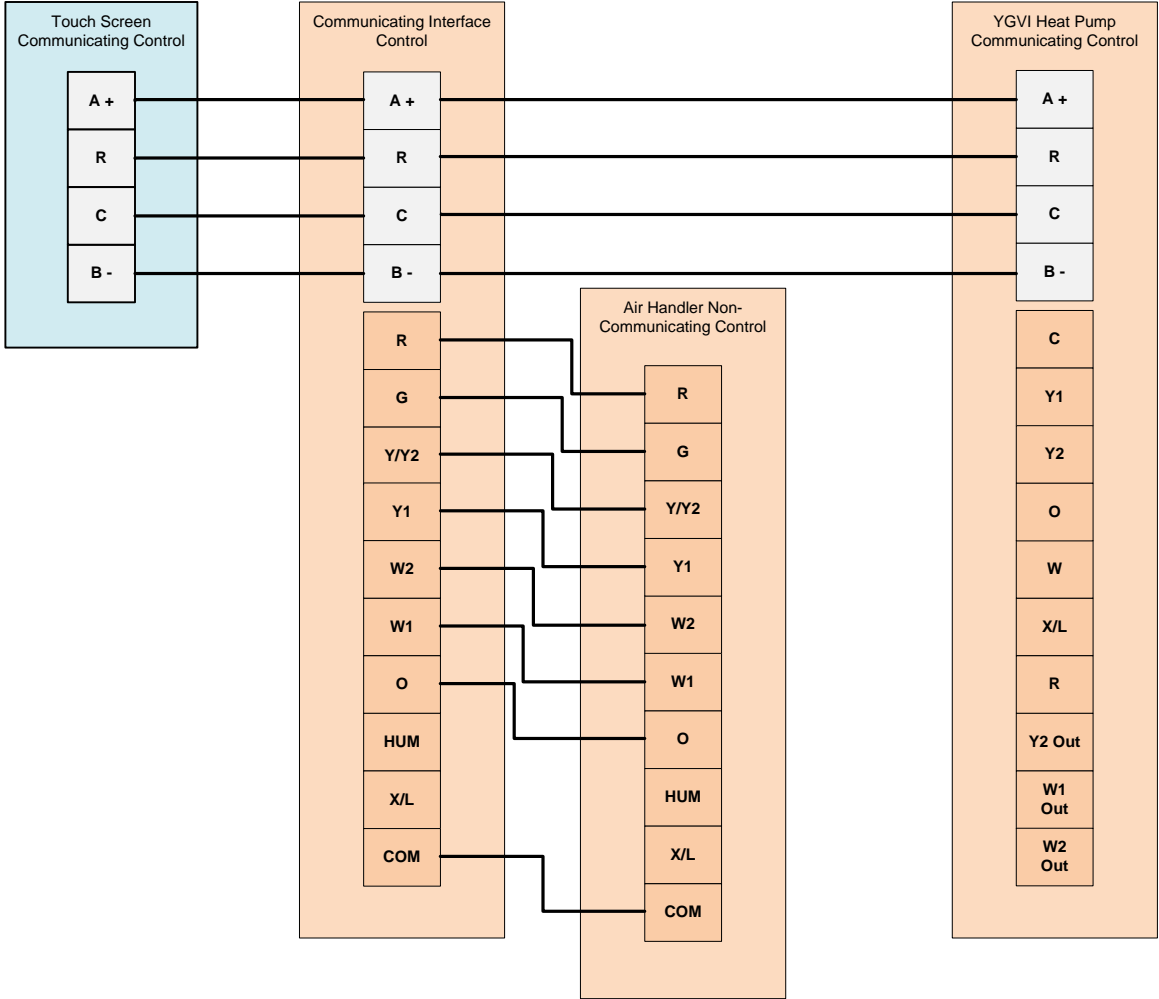 Touch Screen
Communicating Control
A +
R
C
B -
Communicating Interface
Control
A +
R
C
B -
R
G
Y/Y2
Y1
W2
W1
O
HUM
X/L
COM
Air Handler Non-
Communicating Control
R
G
Y/Y2
Y1
W2
W1
O
HUM
X/L
COM
YGVI Heat Pump
Communicating Control
A +
R
C
B -
C
Y1
Y2
O
W
X/L
R
Y2 Out
W1
Out
W2
Out